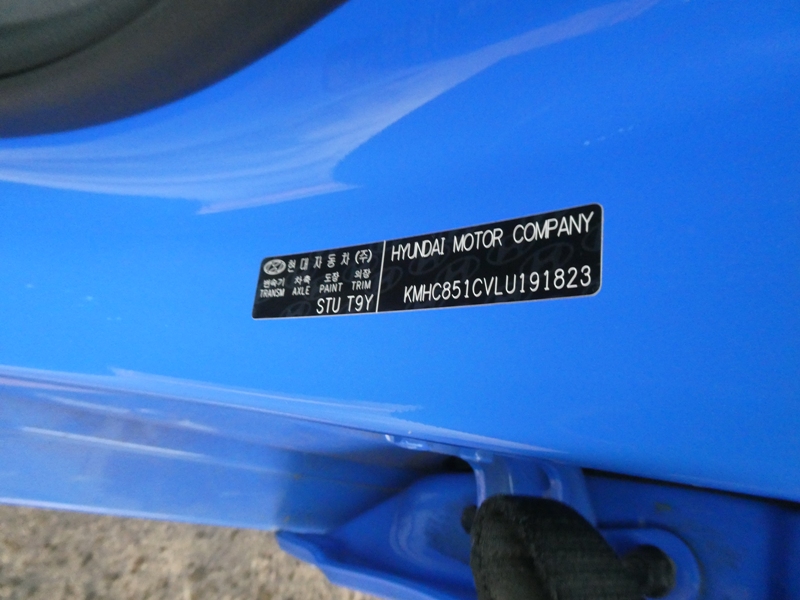 현대자동차(주)
변속기 차축 도장 의장
TRANSM AXLE PAINT TRIM
STU T9Y
HYUNDAI MOTOR COMPANY
KMHC851CVLU191823